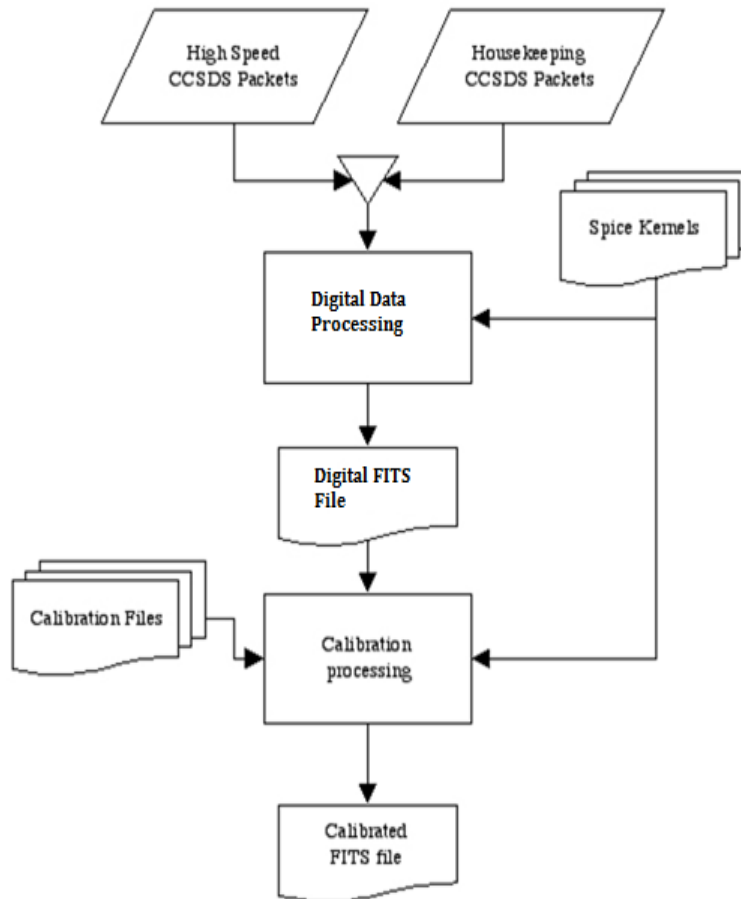 High Speed
CCSDS Packets
Housekeeping
CCSDS Packets
Spice Kernels
Digital Data
Processing
Digital FITS
File
Calibration Files
Calibration
processing
Calibrated
FITS file